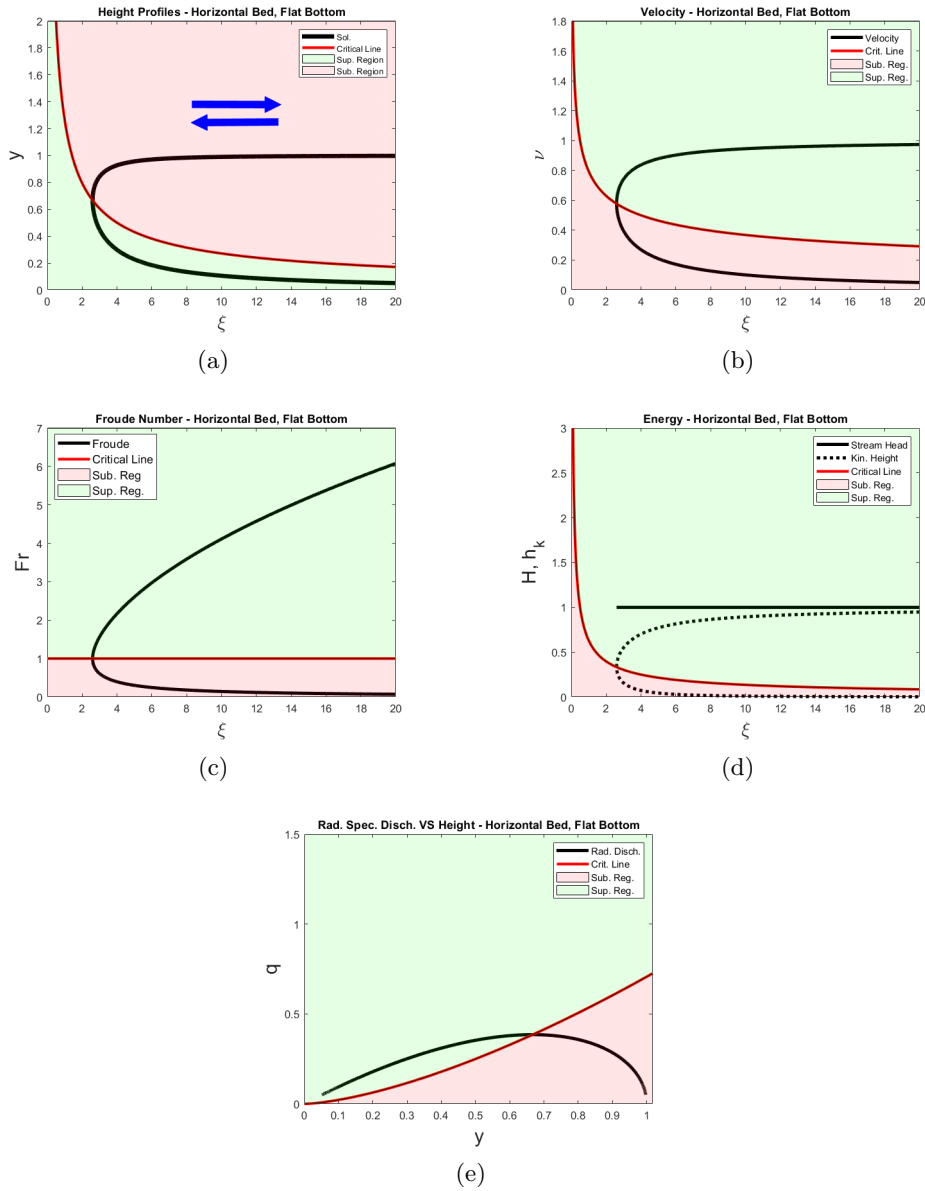 Height Profiles - Horizontal Bed, Flat Bottom
Sol.
Critical Line
Sup. Region
Sub. Region
y
2
1.8
1.6
1.4
1.2
1
0.8
0.6
0.4
0.2
0
0 2 4 6 8 10 12 14 16 18 20
ξ
(a)
Velocity - Horizontal Bed, Flat Bottom
Velocity
Crit. Line
Sub. Reg.
Sup. Reg.
ν
2
1.8
1.6
1.4
1.2
1
0.8
0.6
0.4
0.2
0
0 2 4 6 8 10 12 14 16 18 20
ξ
(b)
Froude Number - Horizontal Bed, Flat Bottom
Froude
Critical Line
Sub. Reg
Sup. Reg.
Fr
7
6
5
4
3
2
1
0
0 2 4 6 8 10 12 14 16 18 20
ξ
(c)
Energy - Horizontal Bed, Flat Bottom
Stream Head
Kin. Height
Critical Line
Sub. Reg.
Sup. Reg.
H, h_k
3
2.5
2
1.5
1
0.5
0
0 2 4 6 8 10 12 14 16 18 20
ξ
(d)
Rad. Spec. Disch. VS Height - Horizontal Bed, Flat Bottom
Rad. Disch.
Crit. Line
Sub. Reg.
Sup. Reg.
q
1.5
1
0.5
0
0 0.1 0.2 0.3 0.4 0.5 0.6 0.7 0.8 0.9 1
y
(e)